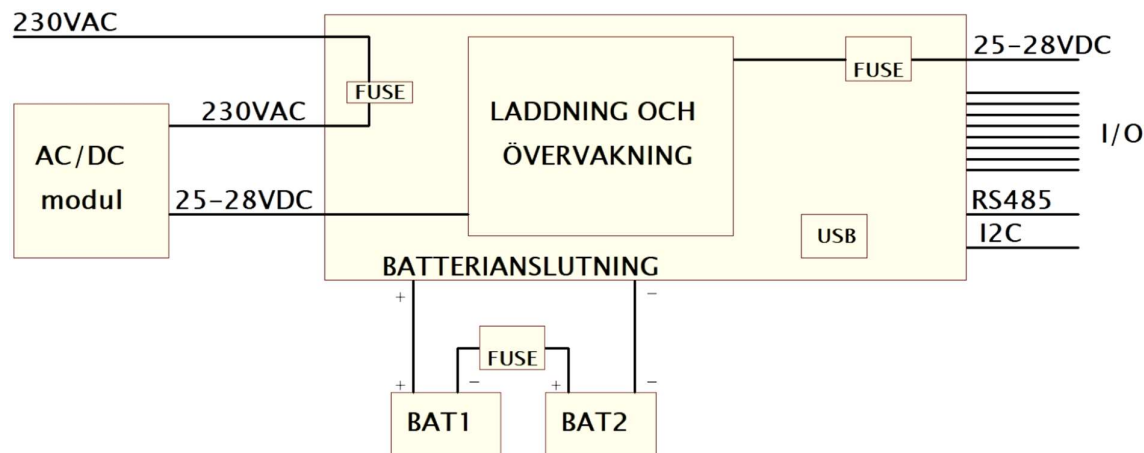 230VAC
25-28VDC
FUSE
FUSE
230VAC
LADDNING OCH
ÖVERVAKNING
I/O
AC/DC
modul
25-28VDC
RS485
USB
I2C
BATTERIANSLUTNING
+
-
FUSE
+
-
+
-
BAT1
BAT2